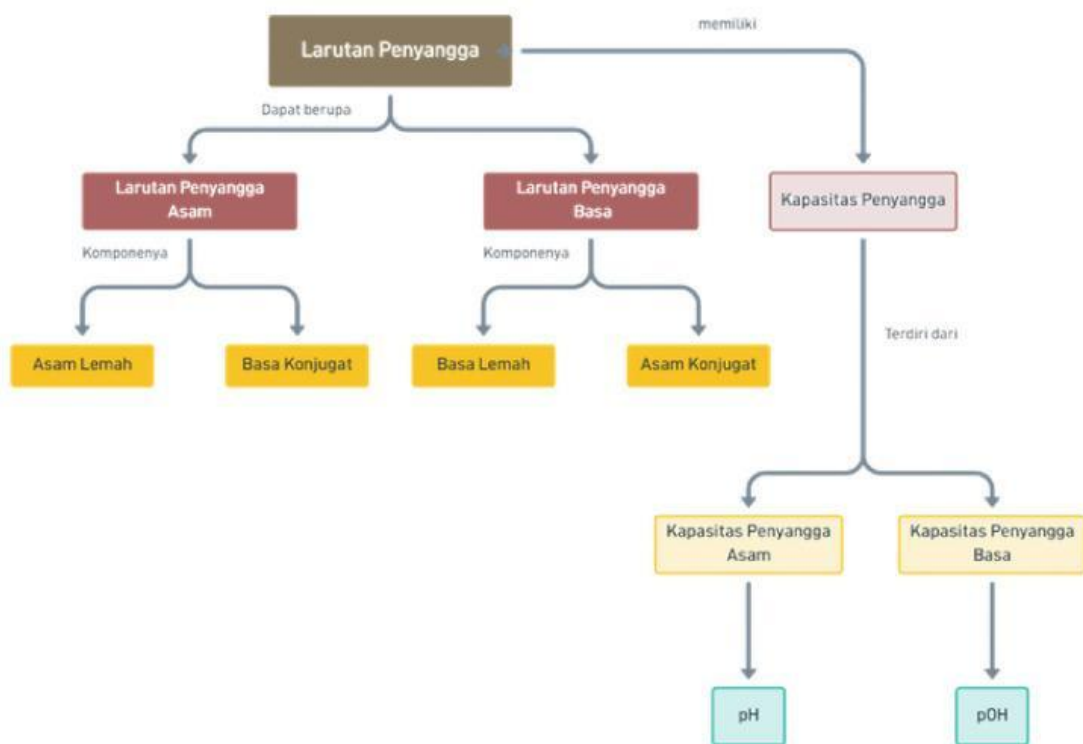 memiliki
Larutan Penyangga
Dapat berupa
Larutan Penyangga
Asam
Larutan Penyangga
Basa
Kapasitas Penyangga
Komponenya
Komponenya
Asam Lemah
Basa Konjugat
Basa Lemah
Asam Konjugat
Terdiri dari
Kapasitas Penyangga
Asam
Kapasitas Penyangga
Basa
pH
pOH